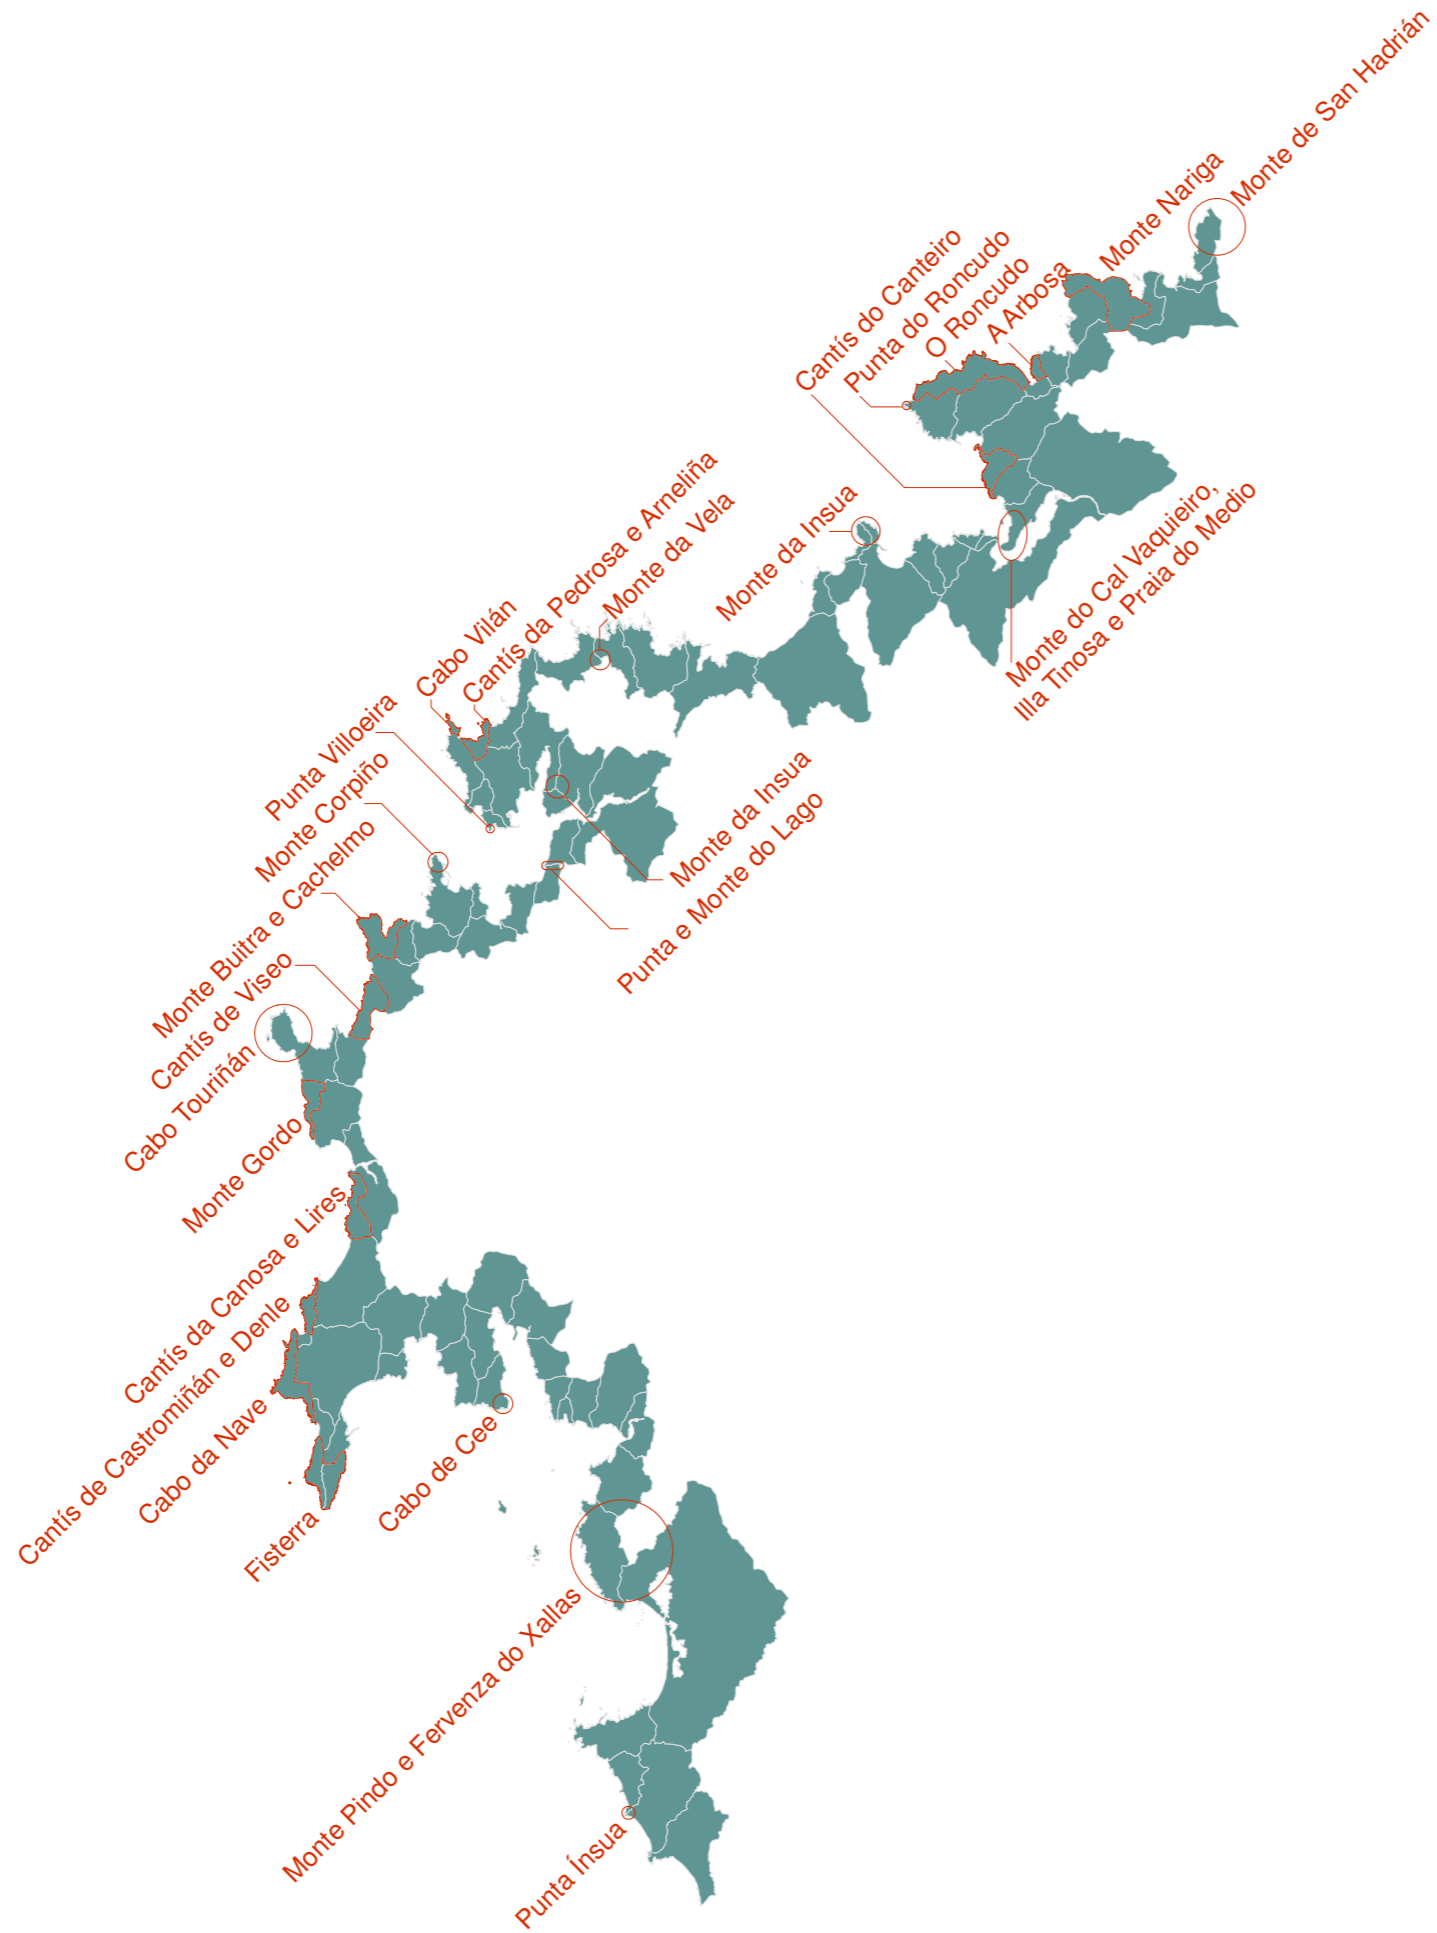 Monte de San Hadrián
Monte Nariga
A Arbosa
O Roncudo
Punta do Roncudo
Cantís do Canteiro
Monte do Cal Vaquieiro,
Illa Tinosa e Praia do Medio
Monte da Insua
Monte da Vela
Cantís da Pedrosa e Arneliña
Cabo Vilán
Punta Villoeira
Monte da Insua
Punta e Monte do Lago
Monte Corpiño
Monte Buitra e Cachelmo
Cantís de Viseo
Cabo Touriñán
Monte Gordo
Cantís da Canosa e Lires
Cantís de Castromiñán e Denle
Cabo da Nave
Fisterra
Cabo de Cee
Monte Pindo e Fervenza do Xallas
Punta Ínsua